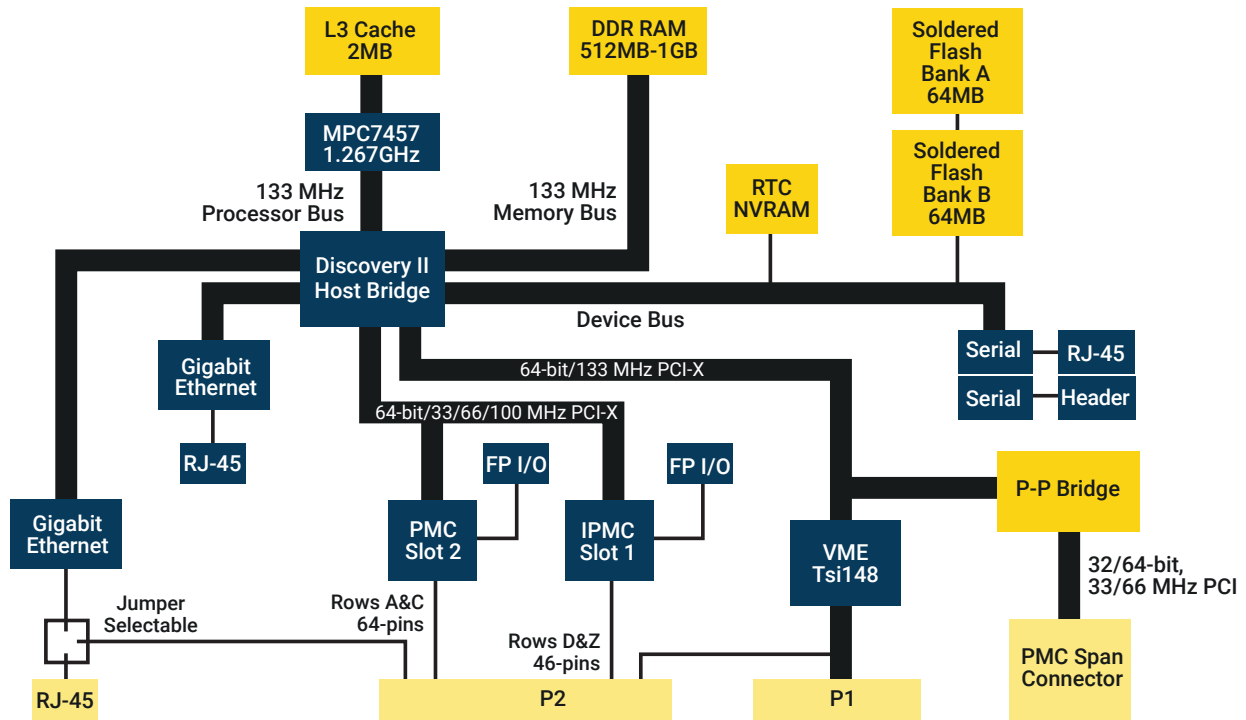 L3 Cache
2MB
DDR RAM
512MB-1GB
Soldered
Flash
Bank A
64MB
MPC7457
1.267GHz
Soldered
Flash
Bank B
64MB
133 MHz
Processor Bus
133 MHz
Memory Bus
RTC
NVRAM
Discovery II
Host Bridge
Device Bus
Serial
RJ-45
Serial
Header
Gigabit
Ethernet
64-bit/133 MHz PCI-X
64-bit/33/66/100 MHz PCI-X
RJ-45
FP I/O
FP I/O
P-P Bridge
Gigabit
Ethernet
PMC
Slot 2
IPMC
Slot 1
VME
Tsi148
32/64-bit,
33/66 MHz PCI
Jumper
Selectable
Rows A&C
64-pins
Rows D&Z
46-pins
PMC Span
Connector
RJ-45
P2
P1